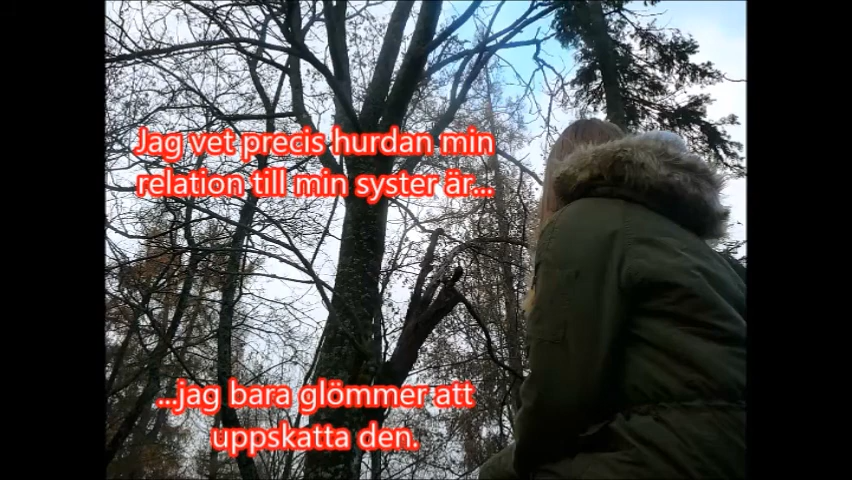 Jag vet precis hurdan min
relation till min syster är...
...jag bara glömmer att
uppskatta den.